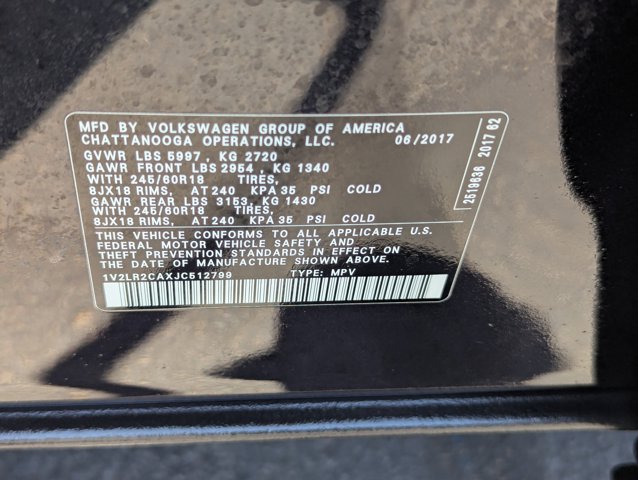 MFD BY VOLKSWAGEN GROUP OF AMERICA
CHATTANOOGA OPERATIONS, LLC. 06/2017
GVWR LBS 5997 , KG 2720
GAWR FRONT LBS 2954 , KG 1340
WITH 245/60R18 TIRES,
8JX18 RIMS, AT 240 KPA 35 PSI COLD
GAWR REAR LBS 3153, KG 1430
WITH 245/60R18 TIRES,
8JX18 RIMS, AT 240 KPA 35 PSI COLD
THIS VEHICLE CONFORMS TO ALL APPLICABLE U.S.
FEDERAL MOTOR VEHICLE SAFETY AND
THEFT PREVENTION STANDARDS IN EFFECT ON
THE DATE OF MANUFACTURE SHOWN ABOVE.
1V2LR2CAXJC512799 TYPE: MPV
2519636 2017 62